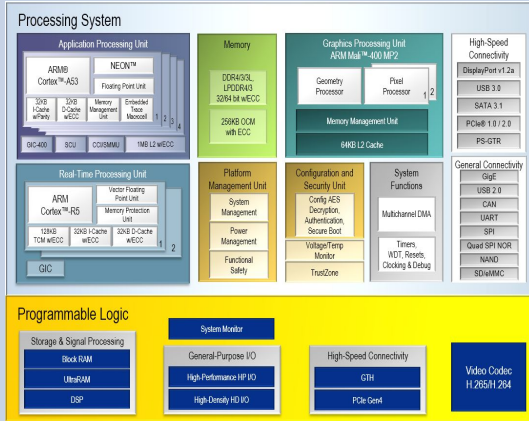 Processing System
Application Processing Unit
ARM®
Cortex™-A53
NEON™
Floating Point Unit
32KB
I-Cache
w/Parity
32KB
D-Cache
w/ECC
Memory
Management
Unit
Embedded
Trace
Macrocell
1
2
3
4
GIC-400
SCU
CCI/SMMU
1MB L2 w/ECC
Memory
DDR4/3/3L,
LPDDR4/3
32/64 bit w/ECC
256KB OCM
with ECC
Graphics Processing Unit
ARM Mali™-400 MP2
Geometry
Processor
Pixel
Processor
1
2
Memory Management Unit
64KB L2 Cache
High-Speed
Connectivity
DisplayPort v1.2a
USB 3.0
SATA 3.1
PCIe® 1.0 / 2.0
PS-GTR
Real-Time Processing Unit
ARM
Cortex™-R5
Vector Floating
Point Unit
Memory Protection
Unit
128KB
TCM w/ECC
32KB I-Cache
w/ECC
32KB D-Cache
w/ECC
1
2
GIC
Platform
Management Unit
System
Management
Power
Management
Functional
Safety
Configuration and
Security Unit
Config AES
Decryption,
Authentication,
Secure Boot
Voltage/Temp
Monitor
TrustZone
System
Functions
Multichannel DMA
Timers,
WDT, Resets,
Clocking & Debug
General Connectivity
GigE
USB 2.0
CAN
UART
SPI
Quad SPI NOR
NAND
SD/eMMC
Programmable Logic
Storage & Signal Processing
Block RAM
UltraRAM
DSP
System Monitor
General-Purpose I/O
High-Performance HP I/O
High-Density HD I/O
High-Speed Connectivity
GTH
PCIe Gen4
Video Codec
H.265/H.264